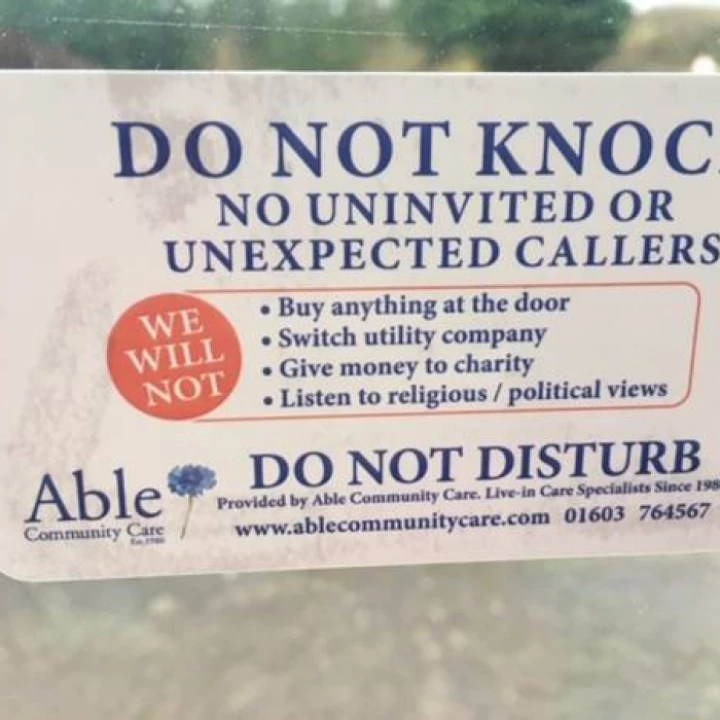 DO NOT KNOC
NO UNINVITED OR
UNEXPECTED CALLERS
WE
WILL
NOT
• Buy anything at the door
• Switch utility company
• Give money to charity
• Listen to religious / political views
DO NOT DISTURB
Able
Community Care
Est. 1980
Provided by Able Community Care. Live-in Care Specialists Since 198
www.ablecommunitycare.com 01603 764567